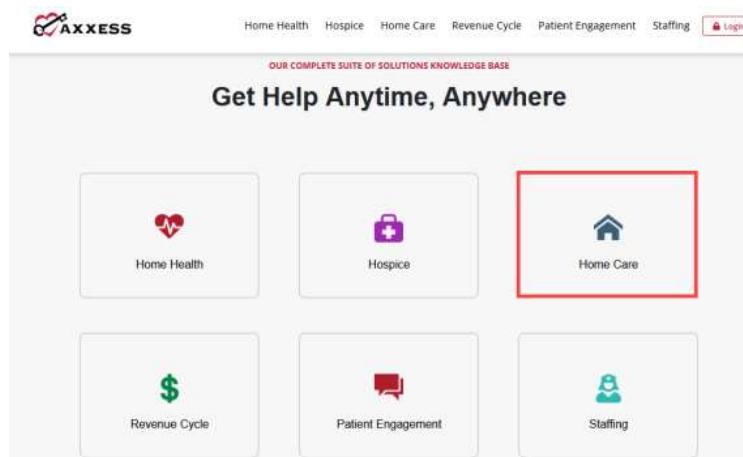 AXXESS
Home Health Hospice Home Care Revenue Cycle Patient Engagement Staffing Login
OUR COMPLETE SUITE OF SOLUTIONS KNOWLEDGE BASE
Get Help Anytime, Anywhere
Home Health Hospice Home Care
Revenue Cycle Patient Engagement Staffing